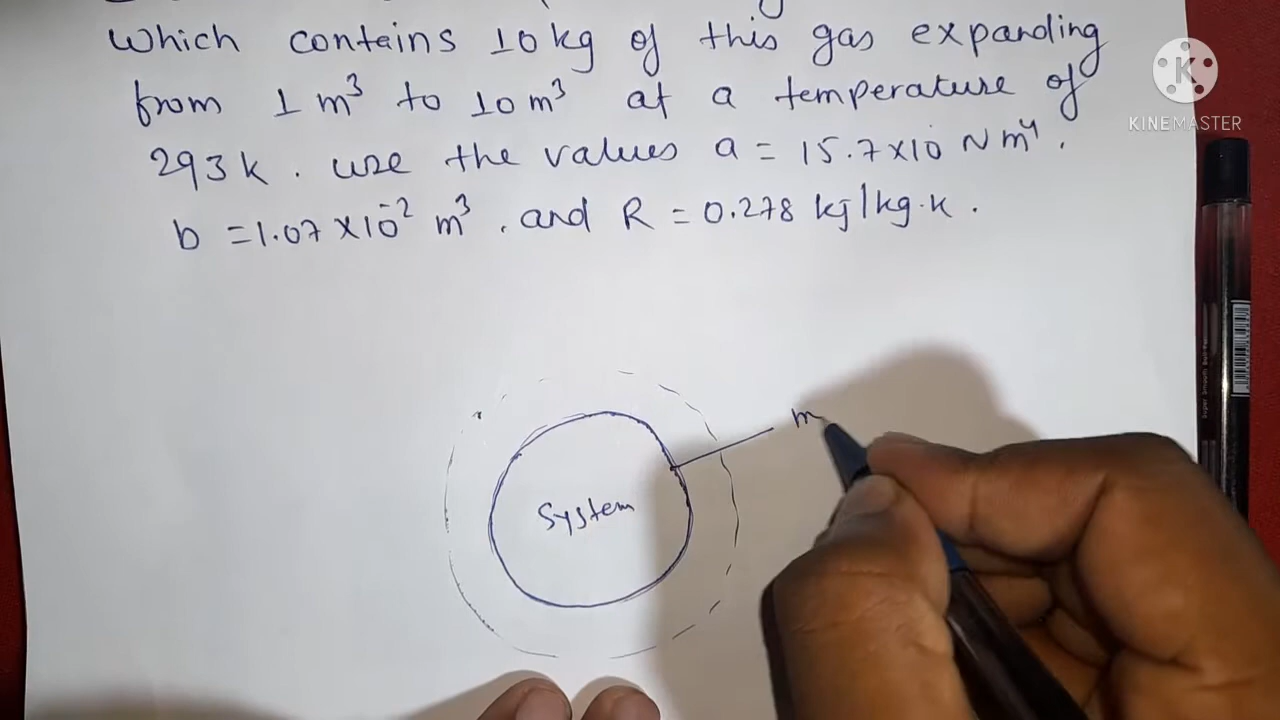 which contains 10 kg of this gas expanding
from 1 m³ to 10 m³ at a temperature of
293 k. use the values a = 15.7×10 N m⁴.
b = 1.07 × 10⁻² m³, and R = 0.278 kj/kg.k.
K
KINEMASTER
m
System